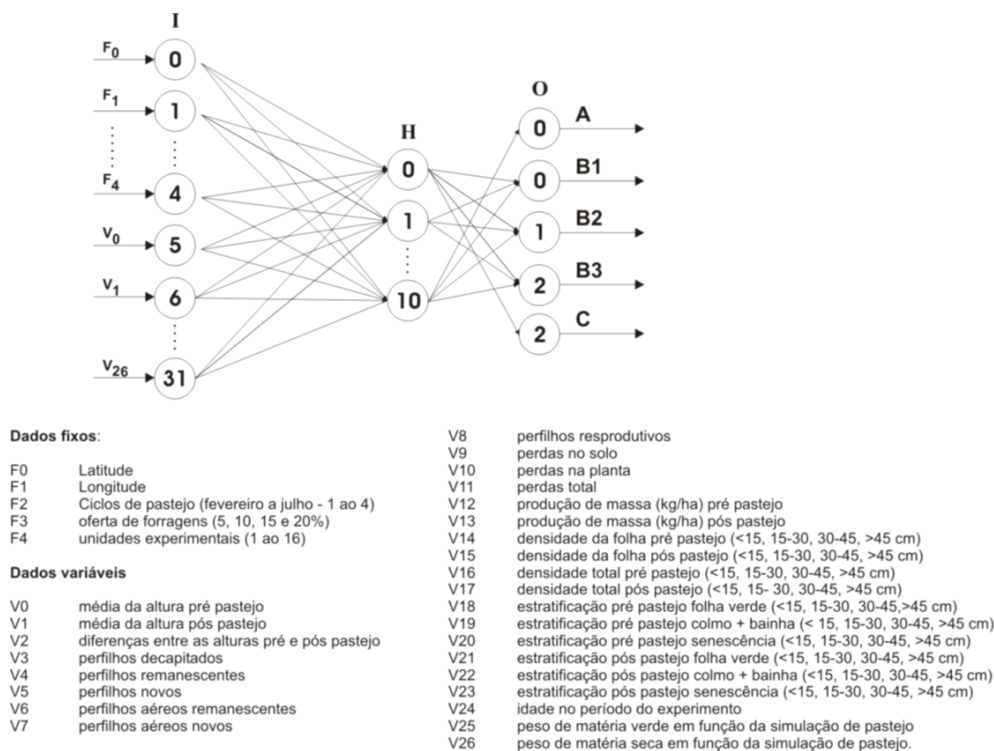 I
H
O
F0
F1
F4
V0
V1
V26
0
1
4
5
6
31
0
1
10
0
0
1
2
2
A
B1
B2
B3
C
Dados fixos:
F0 Latitude
F1 Longitude
F2 Ciclos de pastejo (fevereiro a julho - 1 ao 4)
F3 oferta de forragens (5, 10, 15 e 20%)
F4 unidades experimentais (1 ao 16)
Dados variáveis
V0 média da altura pré pastejo
V1 média da altura pós pastejo
V2 diferenças entre as alturas pré e pós pastejo
V3 perfilhos decapitados
V4 perfilhos remanescentes
V5 perfilhos novos
V6 perfilhos aéreos remanescentes
V7 perfilhos aéreos novos
V8 perfilhos resprodutivos
V9 perdas no solo
V10 perdas na planta
V11 perdas total
V12 produção de massa (kg/ha) pré pastejo
V13 produção de massa (kg/ha) pós pastejo
V14 densidade da folha pré pastejo (<15, 15-30, 30-45, >45 cm)
V15 densidade da folha pós pastejo (<15, 15-30, 30-45, >45 cm)
V16 densidade total pré pastejo (<15, 15-30, 30-45, >45 cm)
V17 densidade total pós pastejo (<15, 15- 30, 30-45, >45 cm)
V18 estratificação pré pastejo folha verde (<15, 15-30, 30-45,>45 cm)
V19 estratificação pré pastejo colmo + bainha (< 15, 15-30, 30-45, >45 cm)
V20 estratificação pré pastejo senescência (<15, 15-30, 30-45, >45 cm)
V21 estratificação pós pastejo folha verde (<15, 15-30, 30-45, >45 cm)
V22 estratificação pós pastejo colmo + bainha (<15, 15-30, 30-45, >45 cm)
V23 estratificação pós pastejo senescência (<15, 15-30, 30-45, >45 cm)
V24 idade no período do experimento
V25 peso de matéria verde em função da simulação de pastejo
V26 peso de matéria seca em função da simulação de pastejo.